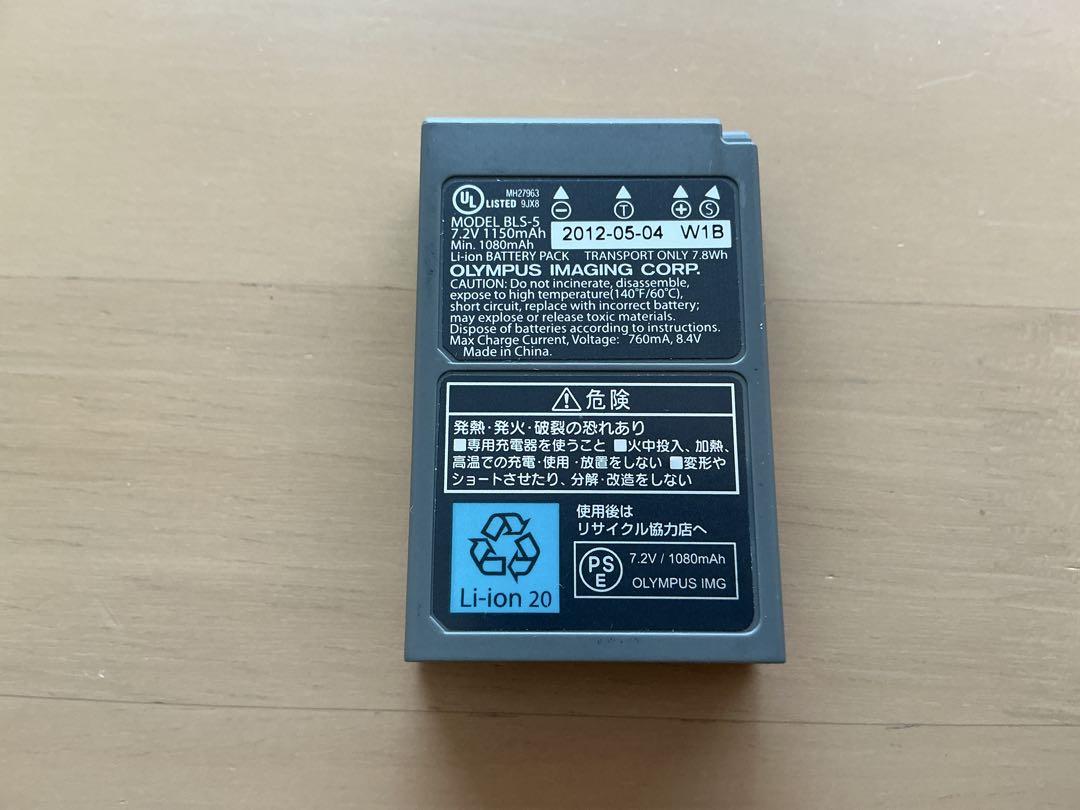 UL LISTED MH27963 9JX8
− T + S
MODEL BLS-5
7.2V 1150mAh
Min. 1080mAh
2012-05-04 W1B
Li-ion BATTERY PACK TRANSPORT ONLY 7.8Wh
OLYMPUS IMAGING CORP.
CAUTION: Do not incinerate, disassemble,
expose to high temperature(140°F/60°C),
short circuit, replace with incorrect battery;
may explode or release toxic materials.
Dispose of batteries according to instructions.
Max Charge Current, Voltage: 760mA, 8.4V
Made in China.
危険
発熱・発火・破裂の恐れあり
■専用充電器を使うこと ■火中投入、加熱、
高温での充電・使用・放置をしない ■変形や
ショートさせたり、分解・改造をしない
使用後は
リサイクル協力店へ
Li-ion 20
PSE
7.2V / 1080mAh
OLYMPUS IMG